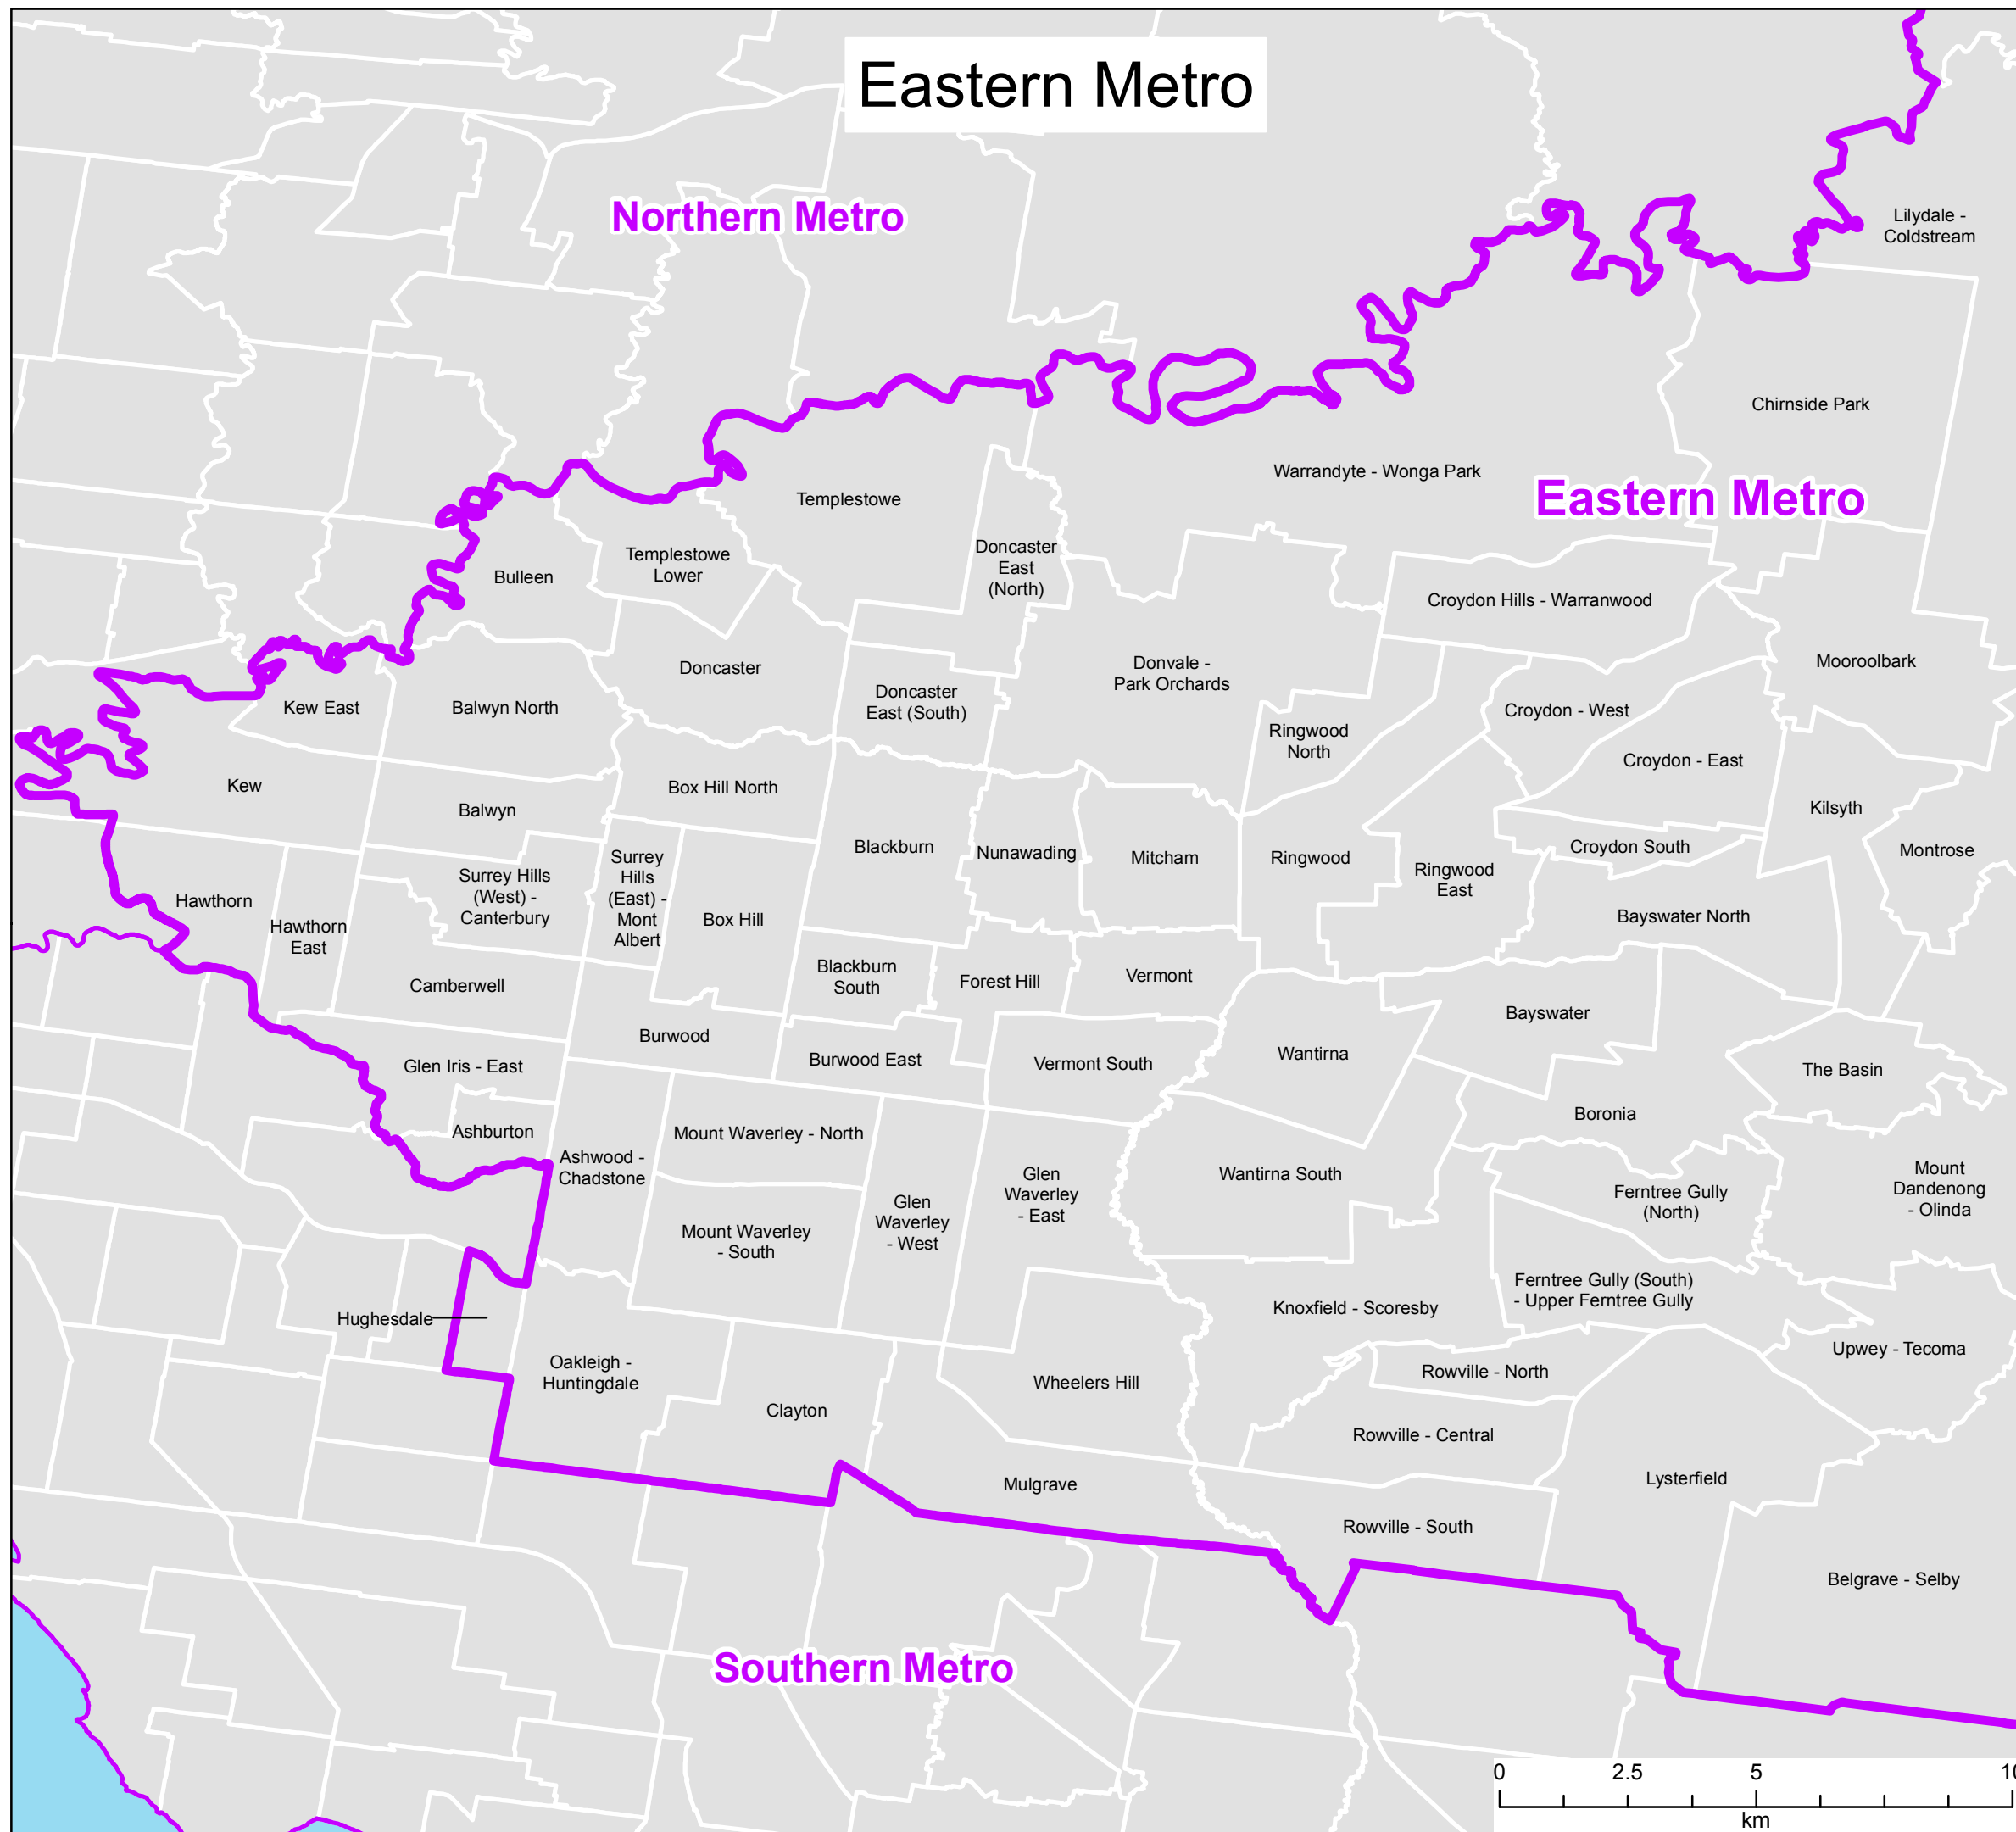 Eastern Metro
Northern Metro
Lilydale -
Coldstream
Chirnside Park
Warrandyte - Wonga Park
Eastern Metro
Templestowe
Doncaster
East
(North)
Templestowe
Lower
Bulleen
Croydon Hills - Warranwood
Doncaster
Donvale -
Park Orchards
Mooroolbark
Kew East
Balwyn North
Doncaster
East (South)
Croydon - West
Ringwood
North
Croydon - East
Kew
Box Hill North
Balwyn
Kilsyth
Blackburn
Nunawading
Mitcham
Ringwood
Croydon South
Montrose
Surrey
Hills
(East) -
Mont
Albert
Surrey Hills
(West) -
Canterbury
Ringwood
East
Hawthorn
Box Hill
Bayswater North
Hawthorn
East
Camberwell
Blackburn
South
Forest Hill
Vermont
Bayswater
Burwood
Burwood East
Vermont South
Wantirna
Glen Iris - East
The Basin
Boronia
Ashburton
Mount Waverley - North
Ashwood -
Chadstone
Wantirna South
Glen
Waverley
- East
Mount
Dandenong
- Olinda
Ferntree Gully
(North)
Glen
Waverley
- West
Mount Waverley
- South
Ferntree Gully (South)
- Upper Ferntree Gully
Knoxfield - Scoresby
Hughesdale
Upwey - Tecoma
Oakleigh -
Huntingdale
Rowville - North
Wheelers Hill
Clayton
Rowville - Central
Lysterfield
Mulgrave
Rowville - South
Belgrave - Selby
Southern Metro
0 2.5 5 10
km